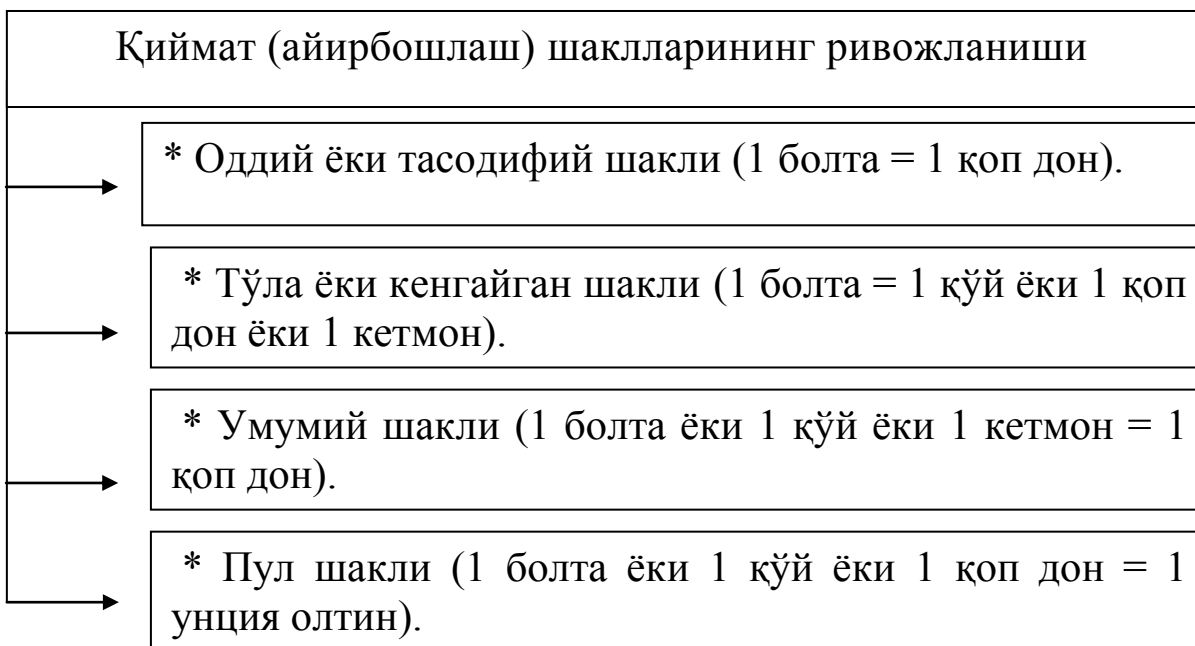 Қиймат (айирбошлаш) шаклларининг ривожланиши
* Оддий ёки тасодифий шакли (1 болта = 1 қоп дон).
* Тўла ёки кенгайган шакли (1 болта = 1 қўй ёки 1 қоп
дон ёки 1 кетмон).
* Умумий шакли (1 болта ёки 1 қўй ёки 1 кетмон = 1
қоп дон).
* Пул шакли (1 болта ёки 1 қўй ёки 1 қоп дон = 1
унция олтин).